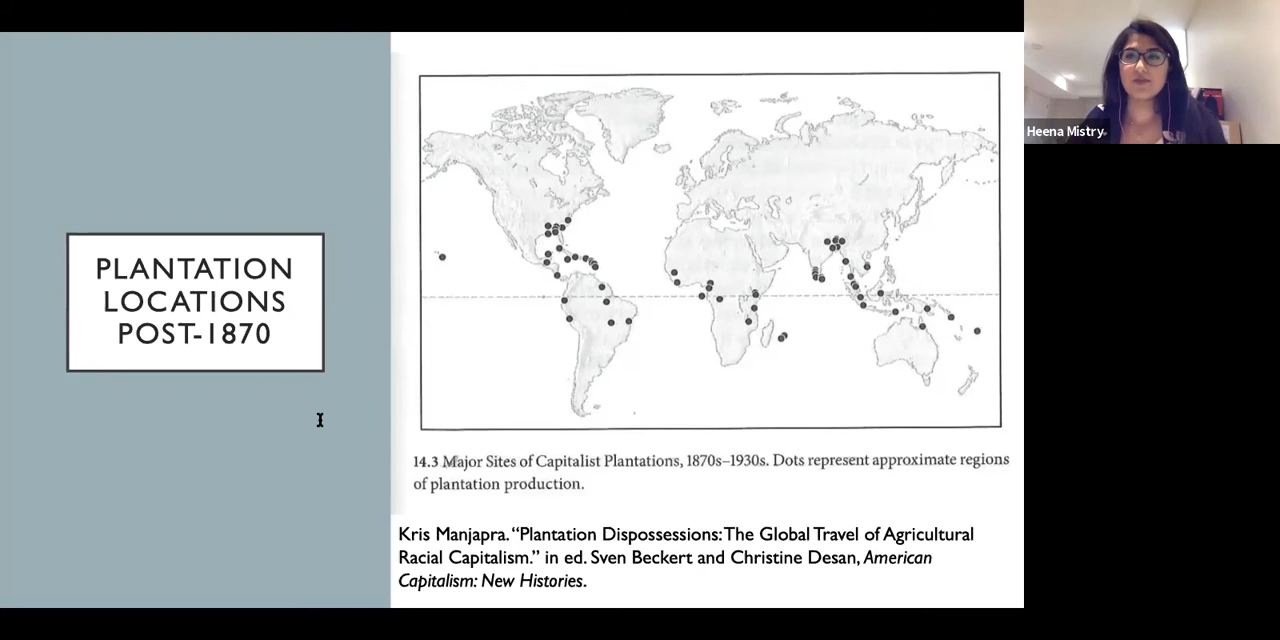 PLANTATION
LOCATIONS
POST-1870
14.3 Major Sites of Capitalist Plantations, 1870s–1930s. Dots represent approximate regions
of plantation production.
Kris Manjapra. “Plantation Dispossessions: The Global Travel of Agricultural
Racial Capitalism.” in ed. Sven Beckert and Christine Desan, American
Capitalism: New Histories.
Heena Mistry